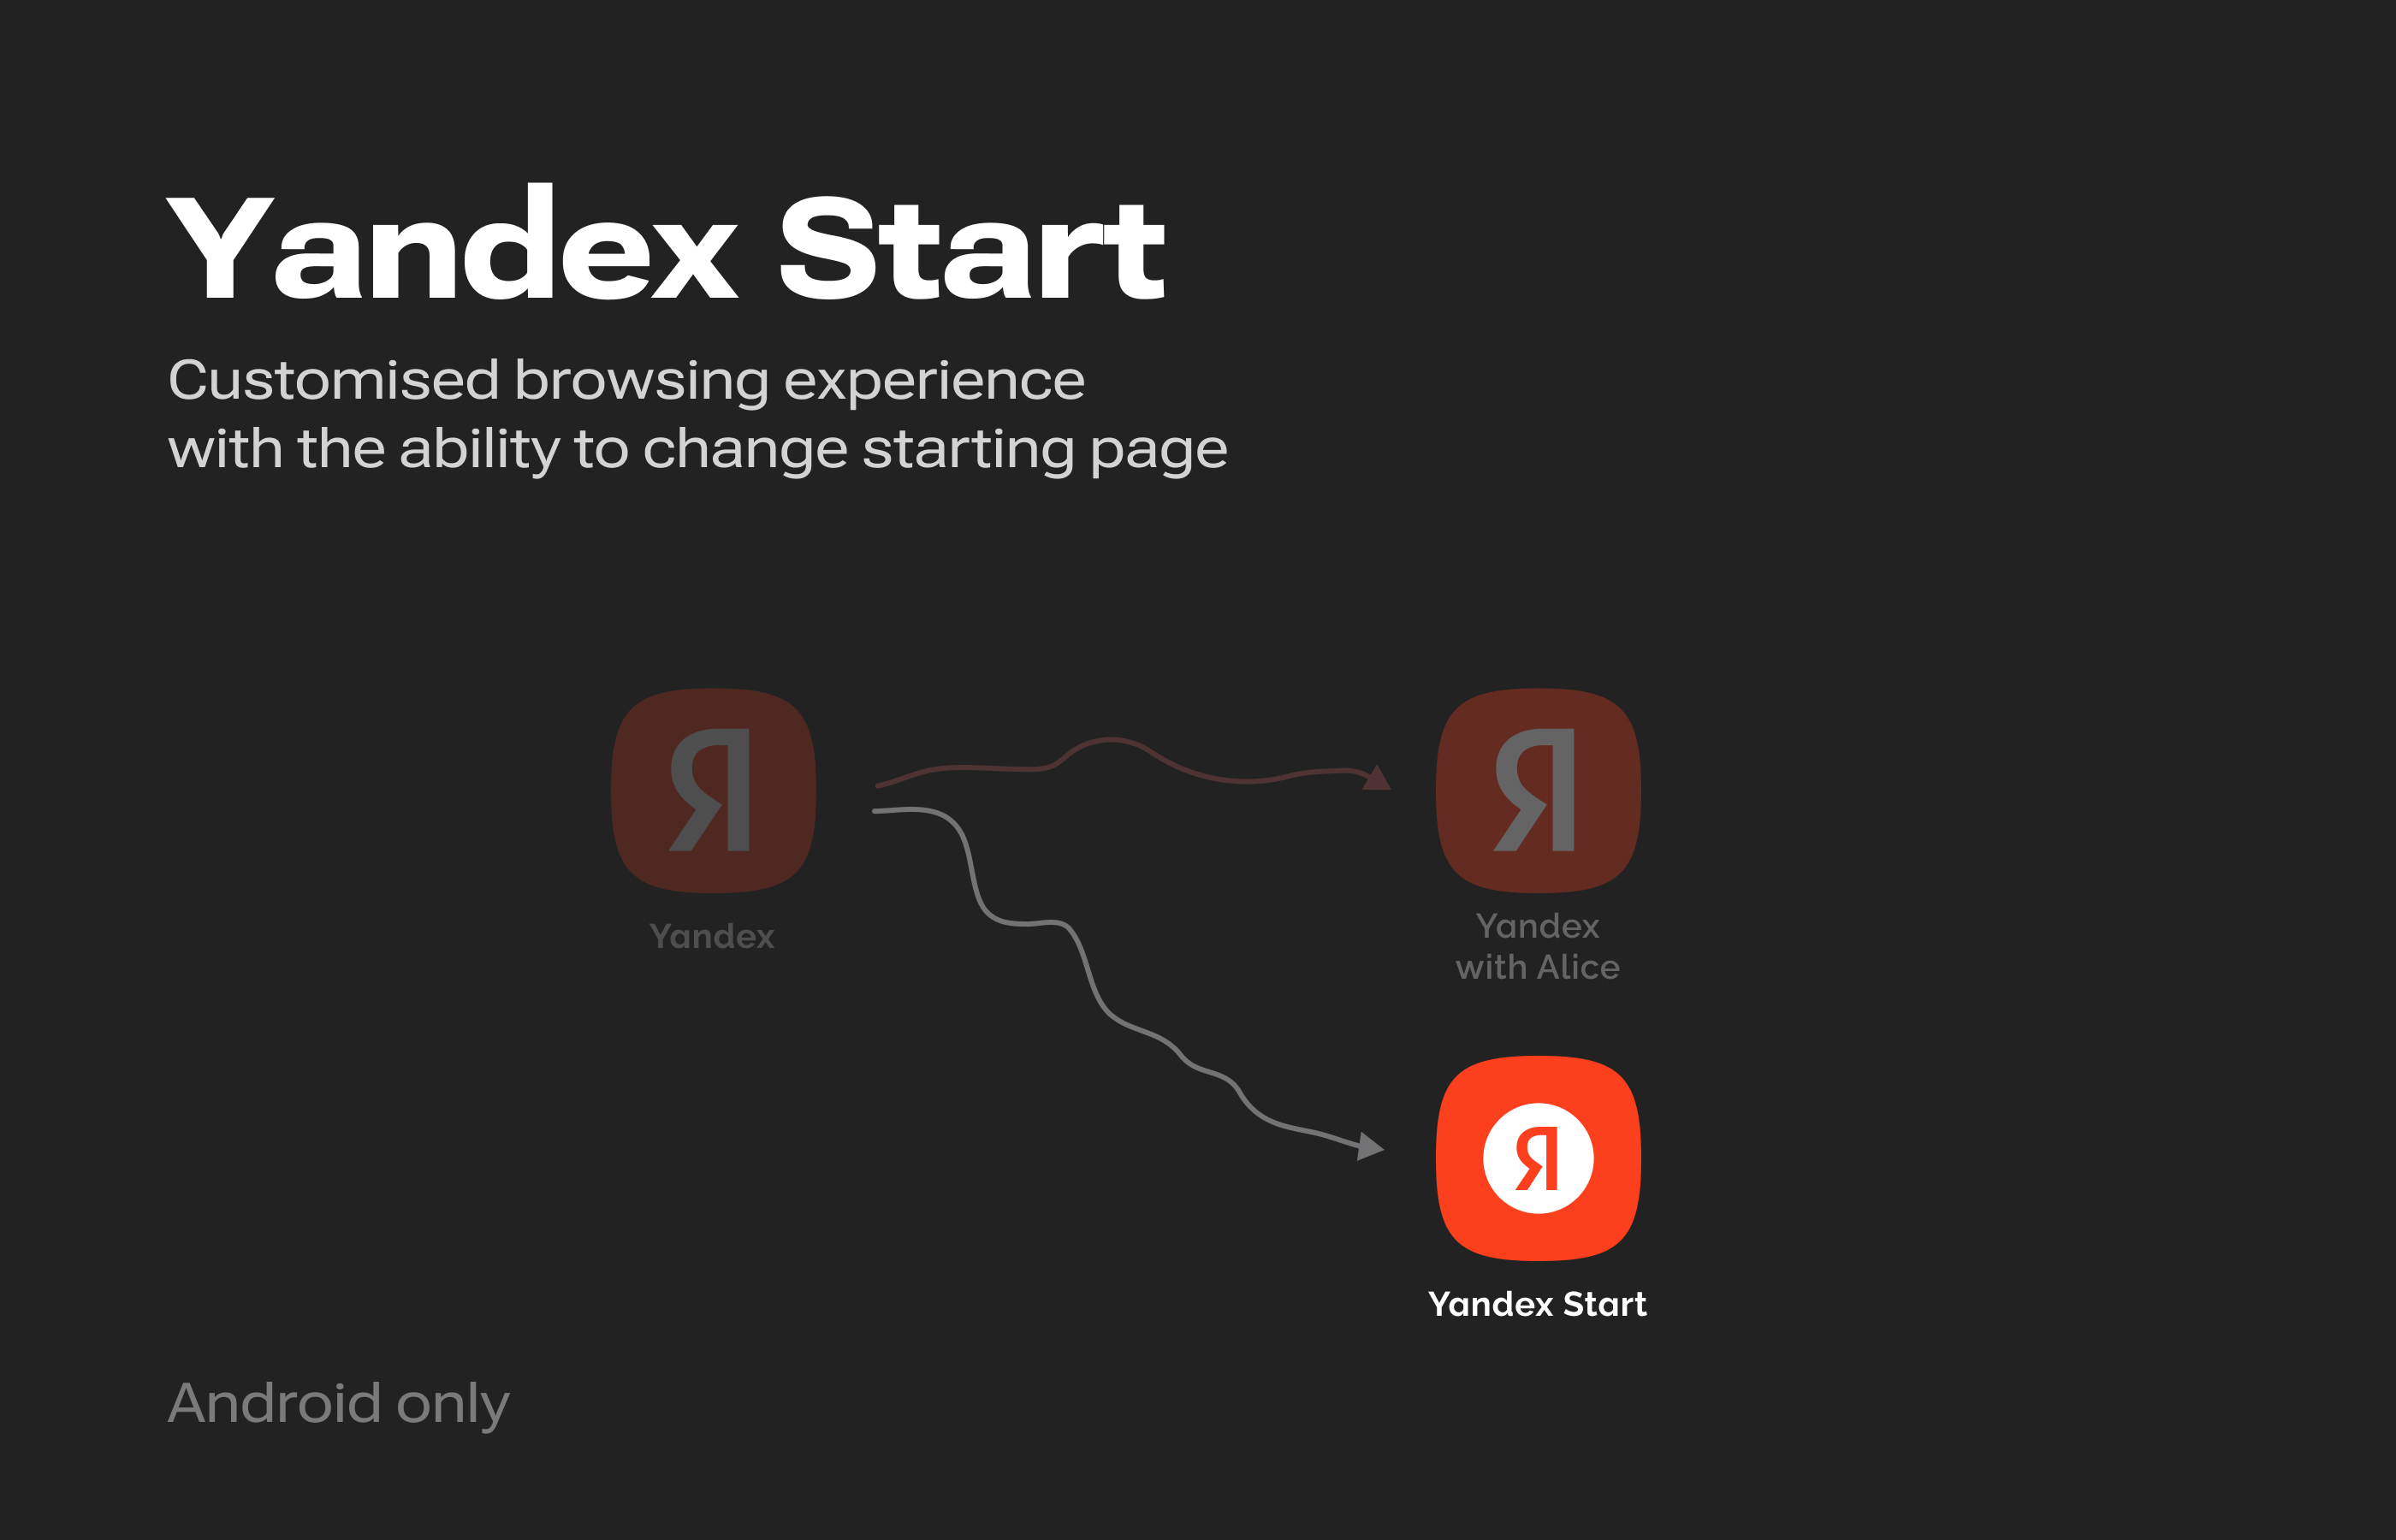 Yandex Start
Customised browsing experience
with the ability to change starting page
Я
Я
Yandex
Yandex
with Alice
Я
Yandex Start
Android only